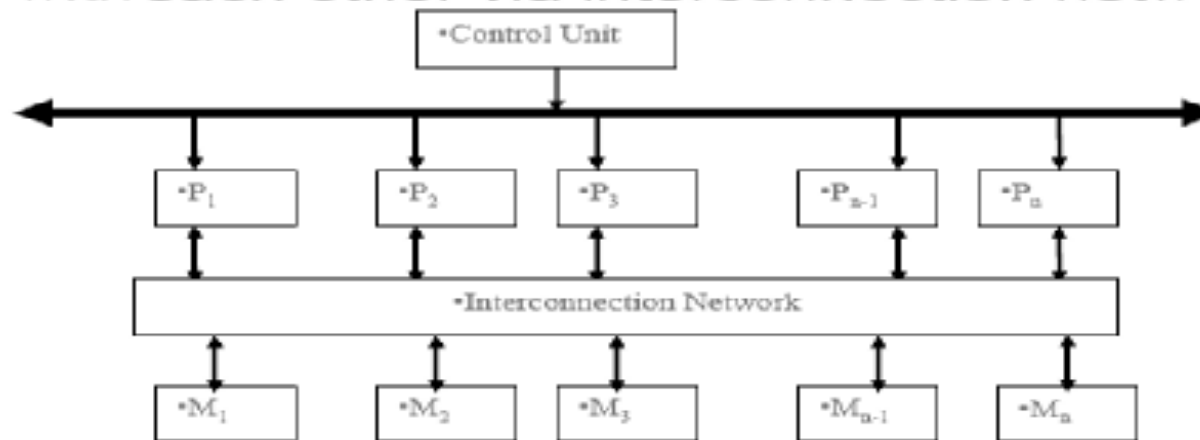 •Control Unit
•P₁ •P₂ •P₃ •Pₙ₋₁ •Pₙ
•Interconnection Network
•M₁ •M₂ •M₃ •Mₙ₋₁ •Mₙ